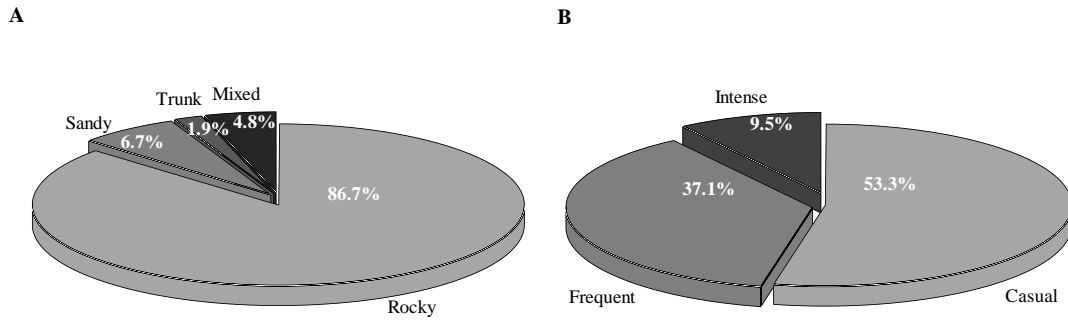 A
B
Trunk
Mixed
Intense
Sandy
1.9%
4.8%
9.5%
6.7%
86.7%
37.1%
53.3%
Rocky
Frequent
Casual